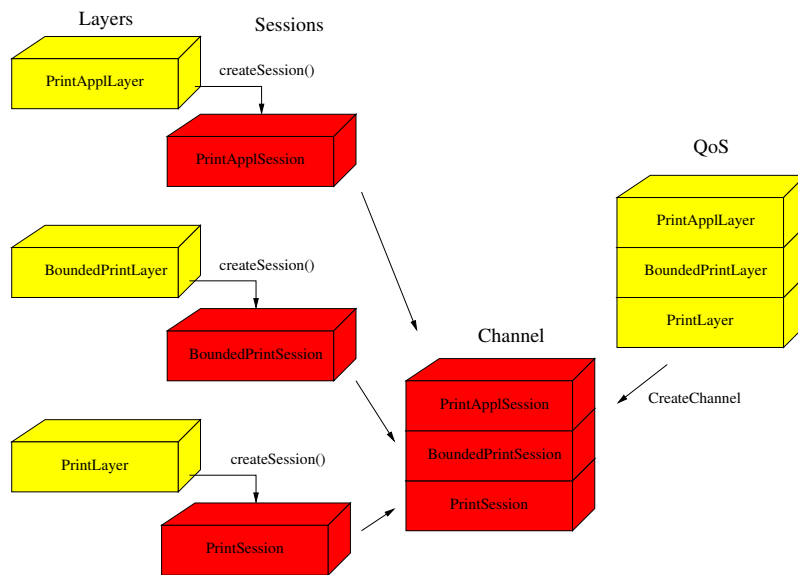 Layers
Sessions
PrintApplLayer
createSession()
PrintApplSession
QoS
PrintApplLayer
BoundedPrintLayer
PrintLayer
BoundedPrintLayer
createSession()
BoundedPrintSession
Channel
PrintApplSession
BoundedPrintSession
PrintSession
CreateChannel
PrintLayer
createSession()
PrintSession